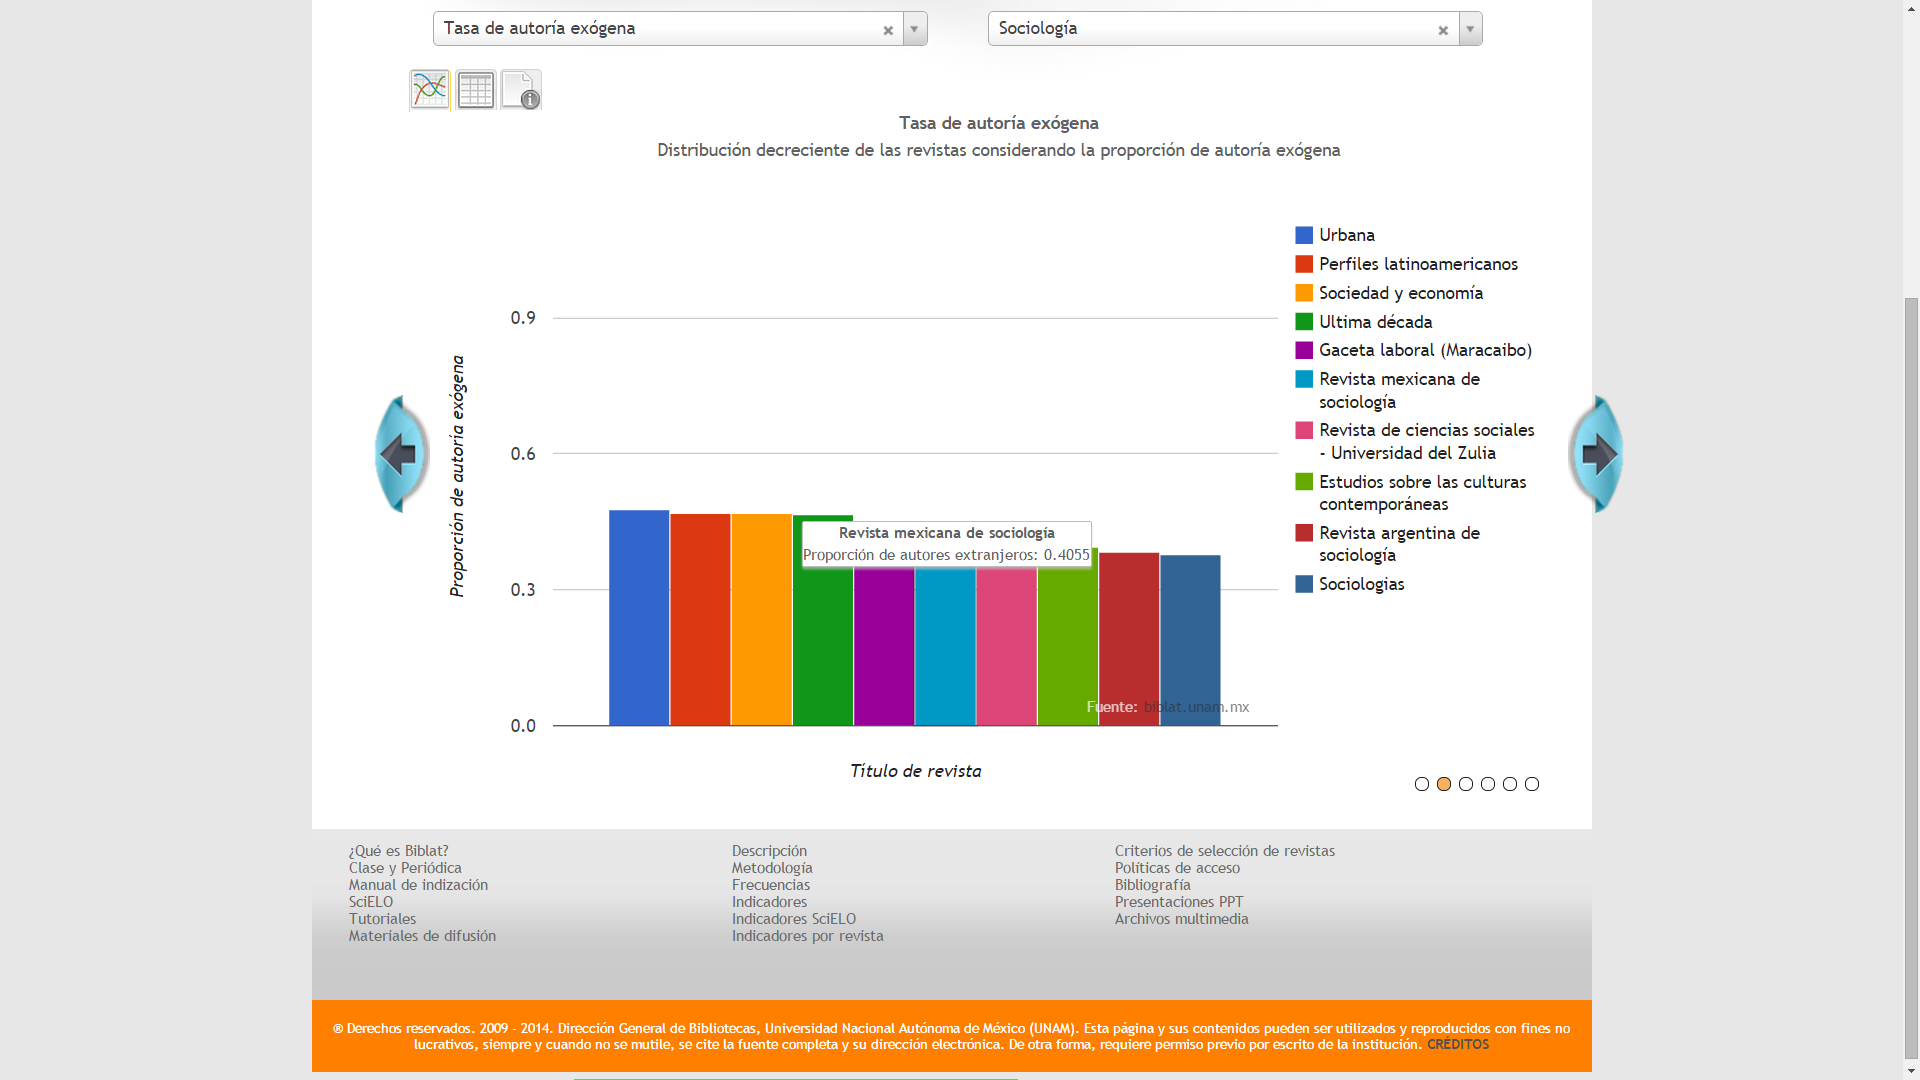 Tasa de autoría exógena
Sociología
Tasa de autoría exógena
Distribución decreciente de las revistas considerando la proporción de autoría exógena
Urbana
Perfiles latinoamericanos
Sociedad y economía
Ultima década
Gaceta laboral (Maracaibo)
Revista mexicana de
sociología
Revista de ciencias sociales
- Universidad del Zulia
Estudios sobre las culturas
contemporáneas
Revista argentina de
sociología
Sociologias
Proporción de autoría exógena
0.9
0.6
0.3
0.0
Revista mexicana de sociología
Proporción de autores extranjeros: 0.4055
Fuente: biblat.unam.mx
Título de revista
¿Qué es Biblat?
Clase y Periódica
Manual de indización
SciELO
Tutoriales
Materiales de difusión
Descripción
Metodología
Frecuencias
Indicadores
Indicadores SciELO
Indicadores por revista
Criterios de selección de revistas
Políticas de acceso
Bibliografía
Presentaciones PPT
Archivos multimedia
® Derechos reservados. 2009 - 2014. Dirección General de Bibliotecas, Universidad Nacional Autónoma de México (UNAM). Esta página y sus contenidos pueden ser utilizados y reproducidos con fines no
lucrativos, siempre y cuando no se mutile, se cite la fuente completa y su dirección electrónica. De otra forma, requiere permiso previo por escrito de la institución. CRÉDITOS